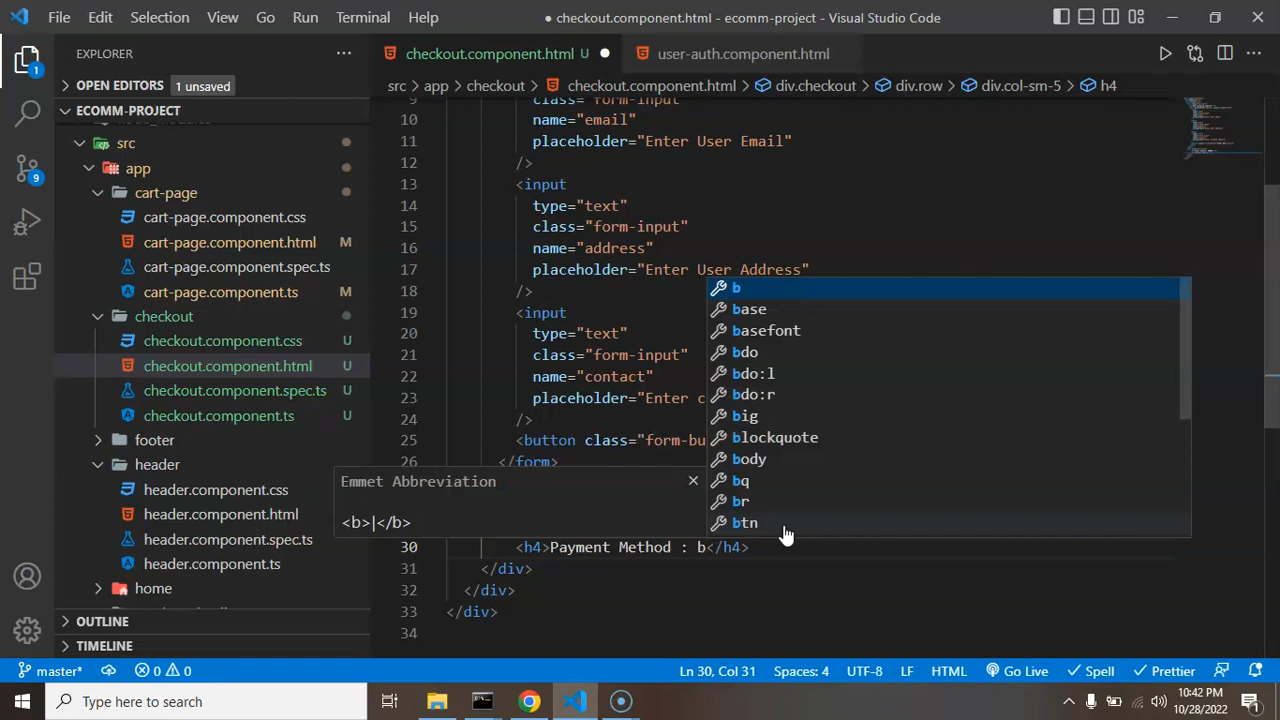 File Edit Selection View Go Run Terminal Help
● checkout.component.html - ecomm-project - Visual Studio Code
EXPLORER
checkout.component.html U
user-auth.component.html
OPEN EDITORS 1 unsaved
src > app > checkout > checkout.component.html > div.checkout > div.row > div.col-sm-5 > h4
ECOMM-PROJECT
node_modules
src
app
cart-page
cart-page.component.css
cart-page.component.html M
cart-page.component.spec.ts
cart-page.component.ts M
checkout
checkout.component.css U
checkout.component.html U
checkout.component.spec.ts U
checkout.component.ts U
footer
header
header.component.css
header.component.html
header.component.spec.ts
header.component.ts
home
OUTLINE
TIMELINE
1
9
9 class="form-input"
10 name="email"
11 placeholder="Enter User Email"
12 />
13 <input
14 type="text"
15 class="form-input"
16 name="address"
17 placeholder="Enter User Address"
18 />
19 <input
20 type="text"
21 class="form-input"
22 name="contact"
23 placeholder="Enter c
24 />
25 <button class="form-bu
26 </form>
30 <h4>Payment Method : b</h4>
31 </div>
32 </div>
33 </div>
34
Emmet Abbreviation ×
<b>|</b>
b
base
basefont
bdo
bdo:l
bdo:r
big
blockquote
body
bq
br
btn
master* 0 0 Ln 30, Col 31 Spaces: 4 UTF-8 LF HTML Go Live Spell Prettier
Type here to search
10:42 PM
10/28/2022
1